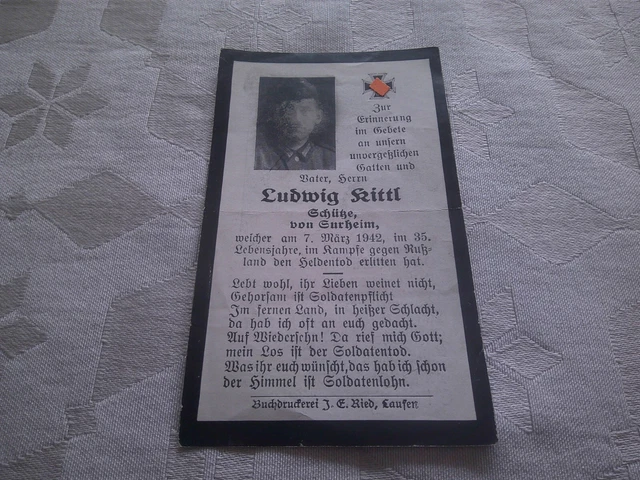 Zur
Erinnerung
im Gebete
an unsern
unvergeßlichen
Gatten und
Vater, Herrn
Ludwig Kittl
Schütze,
von Surheim,
welcher am 7. März 1942, im 35.
Lebensjahre, im Kampfe gegen Ruß-
land den Heldentod erlitten hat.
Lebt wohl, ihr Lieben weinet nicht,
Gehorsam ist Soldatenpflicht
Im fernen Land, in heißer Schlacht,
da hab ich oft an euch gedacht.
Auf Wiedersehn! Da rief mich Gott;
mein Los ist der Soldatentod.
Was ihr euch wünscht, das hab ich schon
der Himmel ist Soldatenlohn.
Buchdruckerei J. E. Ried, Laufen